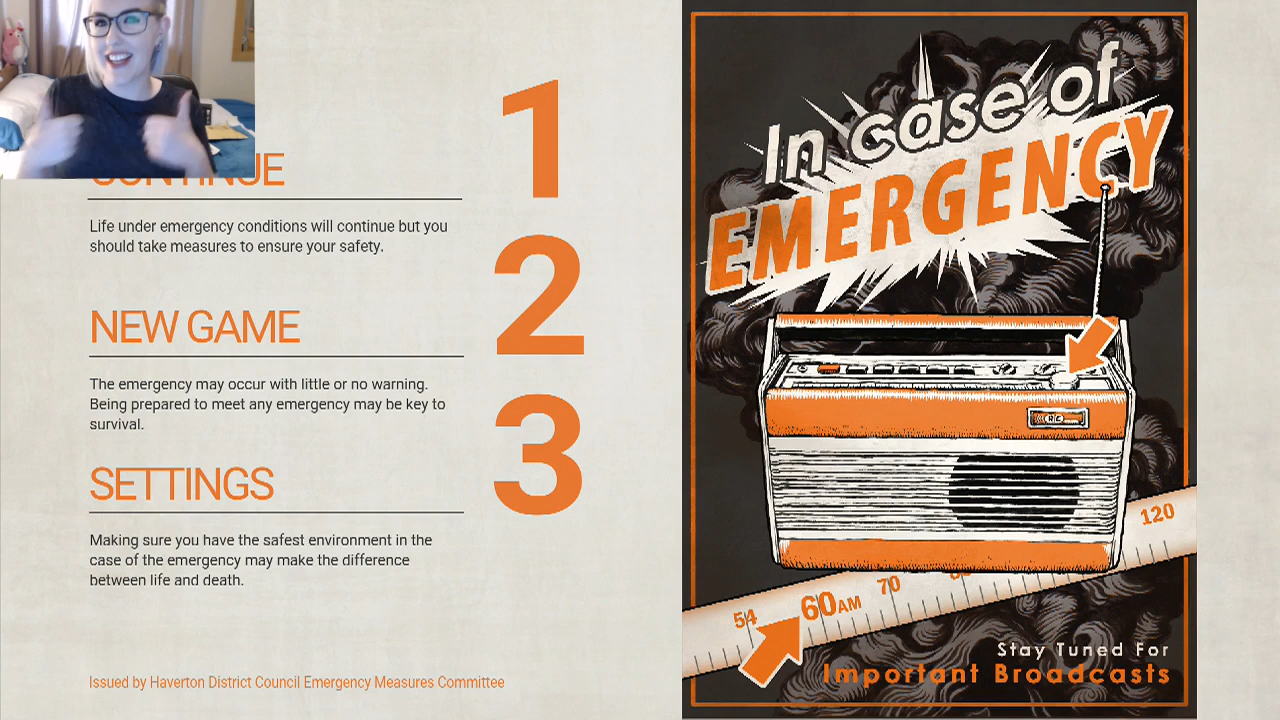 CONTINUE
1
Life under emergency conditions will continue but you
should take measures to ensure your safety.
NEW GAME
2
The emergency may occur with little or no warning.
Being prepared to meet any emergency may be key to
survival.
SETTINGS
3
Making sure you have the safest environment in the
case of the emergency may make the difference
between life and death.
Issued by Haverton District Council Emergency Measures Committee
In case of
EMERGENCY
120
70
60AM
54
Stay Tuned For
Important Broadcasts